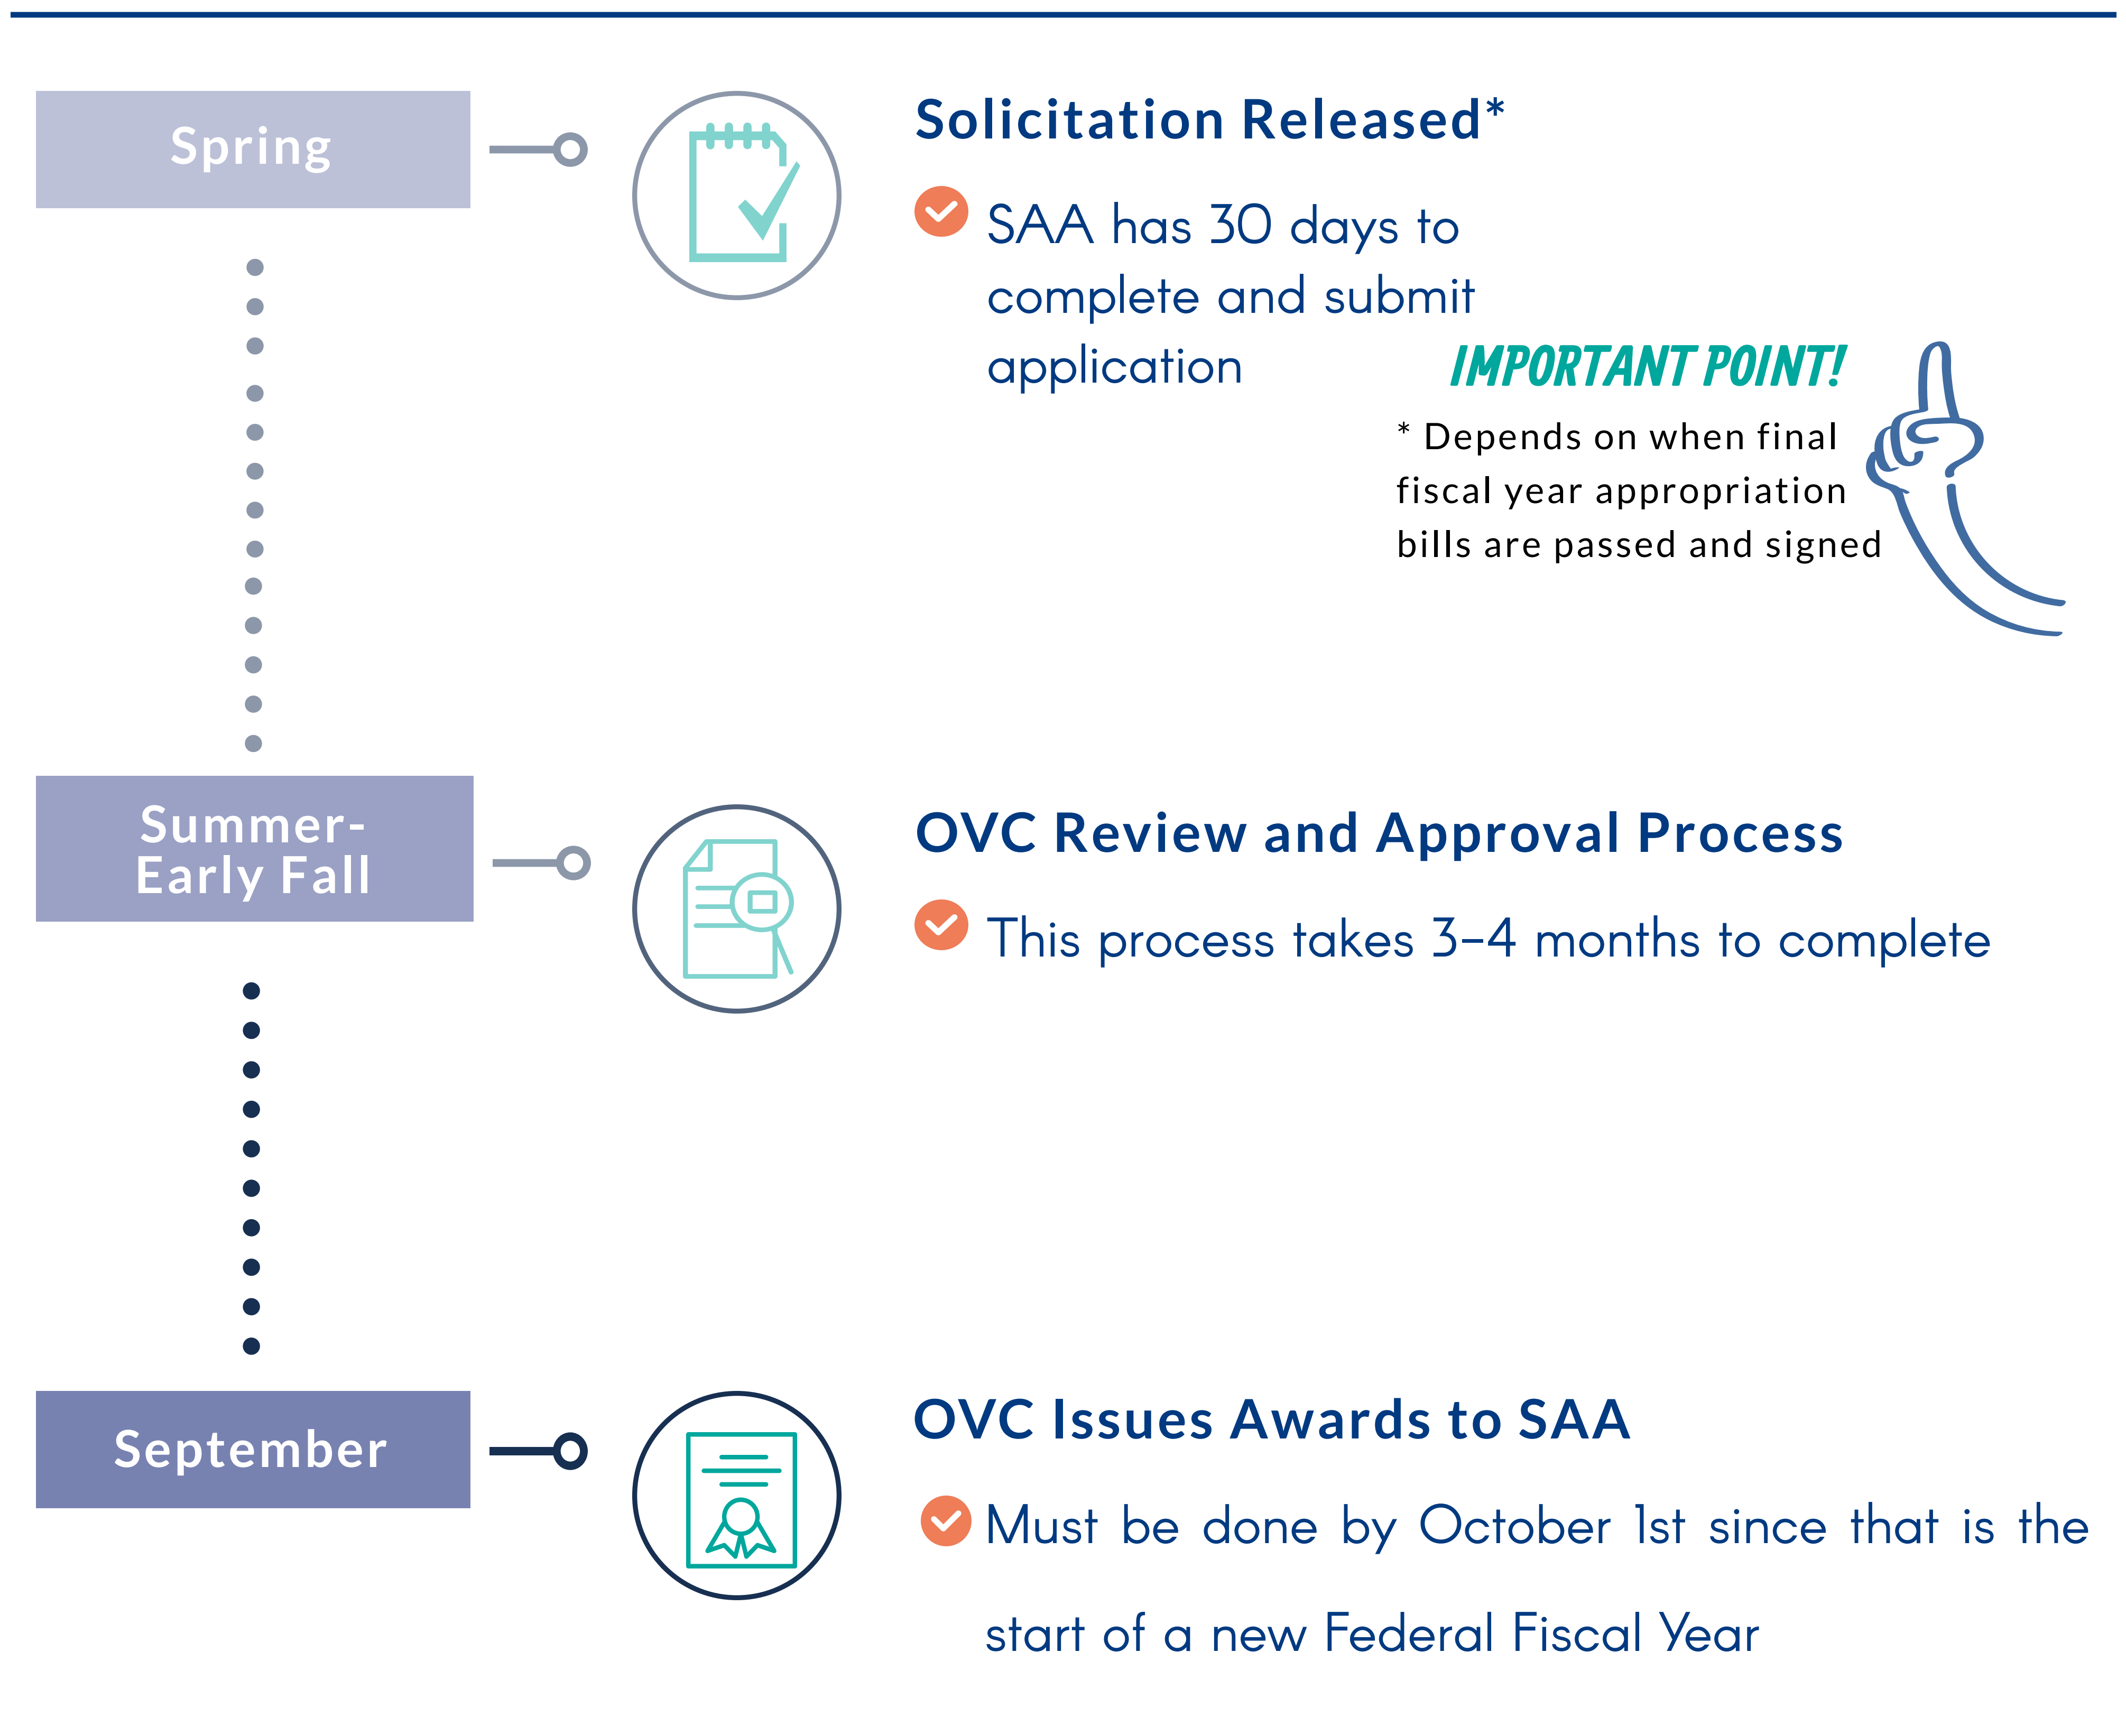 Spring
Solicitation Released*
SAA has 30 days to
complete and submit
application
IMPORTANT POINT!
* Depends on when final
fiscal year appropriation
bills are passed and signed
Summer-
Early Fall
OVC Review and Approval Process
This process takes 3–4 months to complete
September
OVC Issues Awards to SAA
Must be done by October 1st since that is the
start of a new Federal Fiscal Year